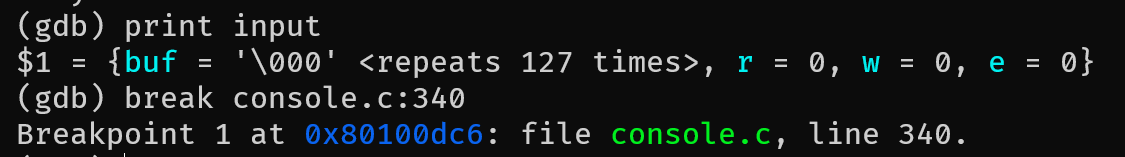 (gdb) print input
$1 = {buf = '\000' <repeats 127 times>, r = 0, w = 0, e = 0}
(gdb) break console.c:340
Breakpoint 1 at 0x80100dc6: file console.c, line 340.